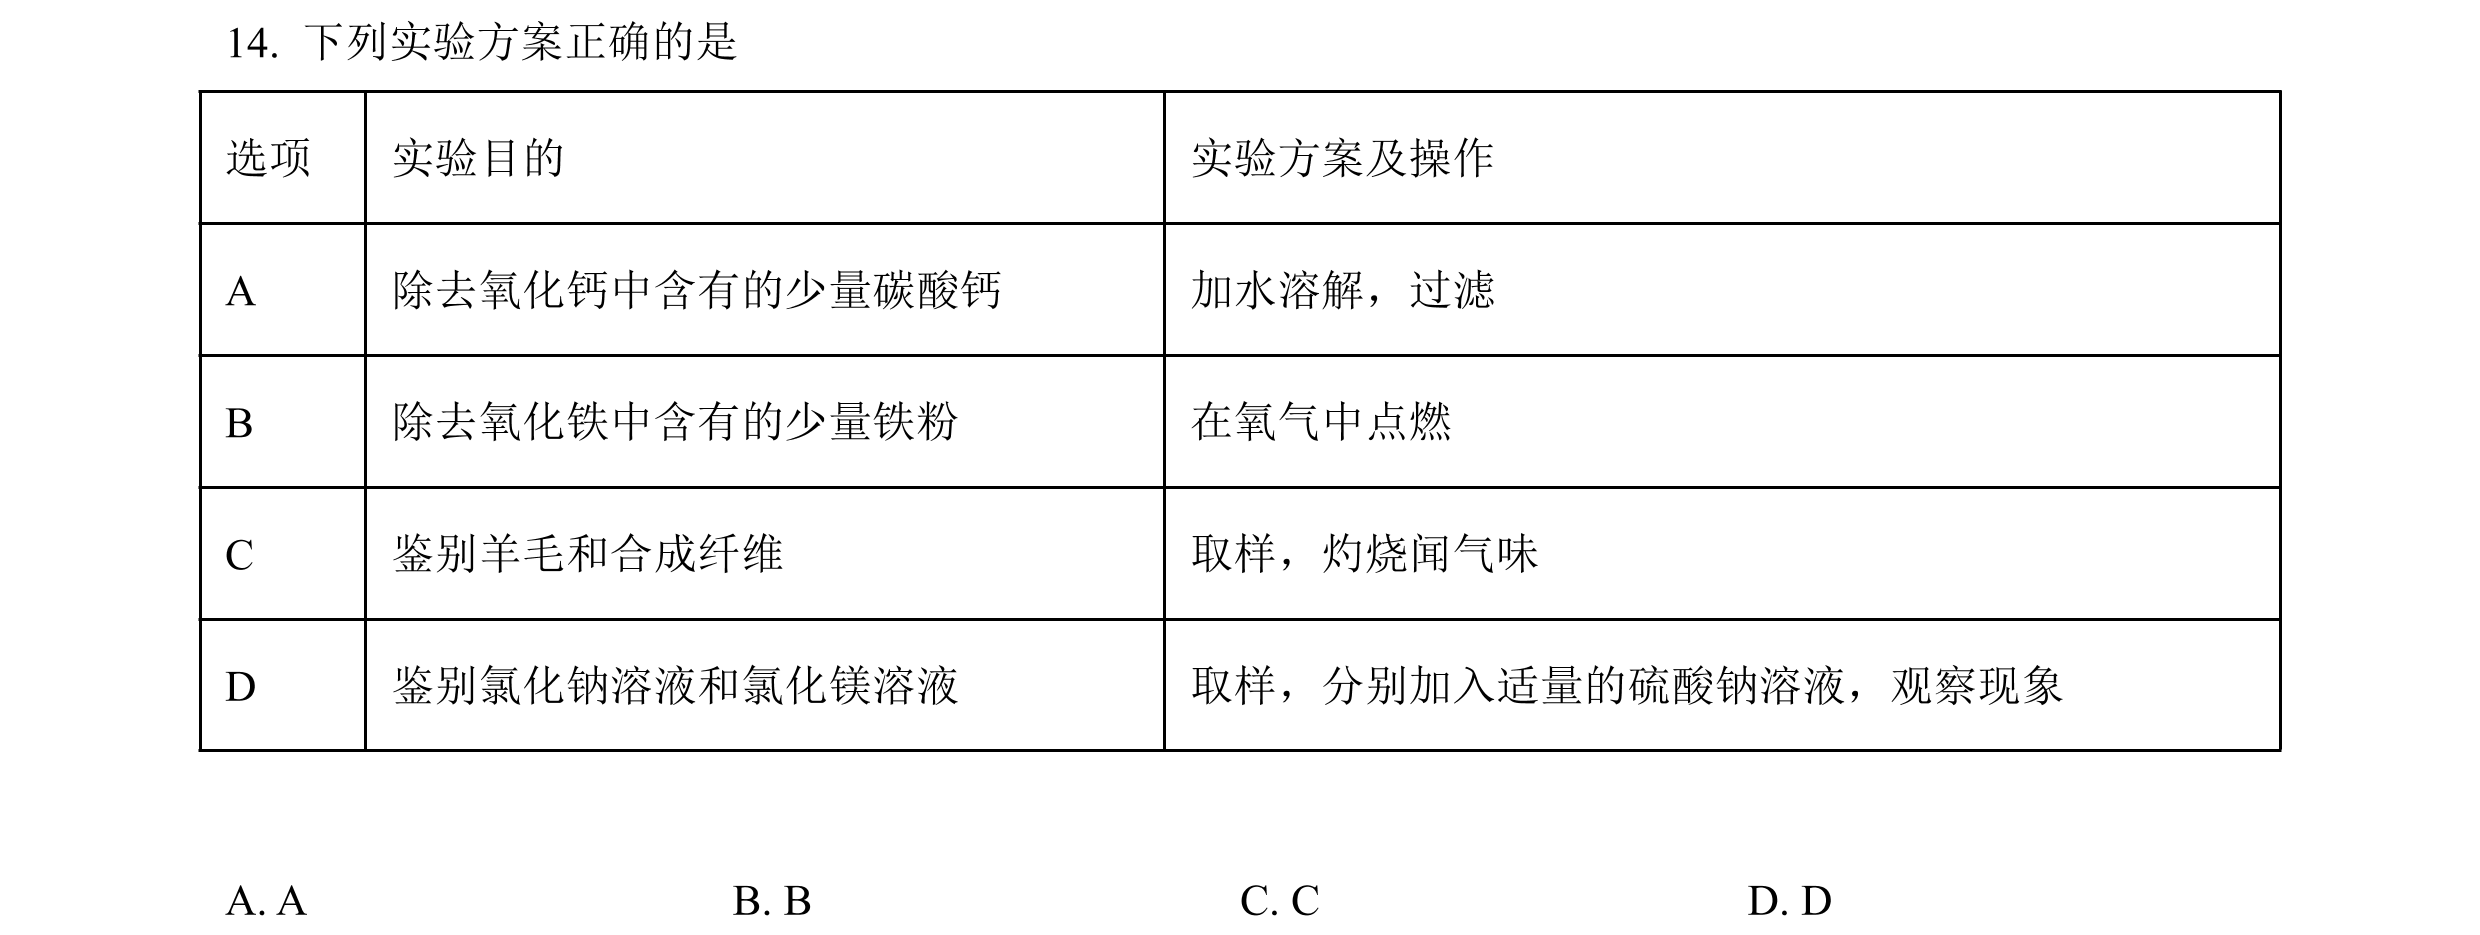 14. 下列实验方案正确的是
选项 实验目的 实验方案及操作
A 除去氧化钙中含有的少量碳酸钙 加水溶解，过滤
B 除去氧化铁中含有的少量铁粉 在氧气中点燃
C 鉴别羊毛和合成纤维 取样，灼烧闻气味
D 鉴别氯化钠溶液和氯化镁溶液 取样，分别加入适量的硫酸钠溶液，观察现象
A. A B. B C. C D. D